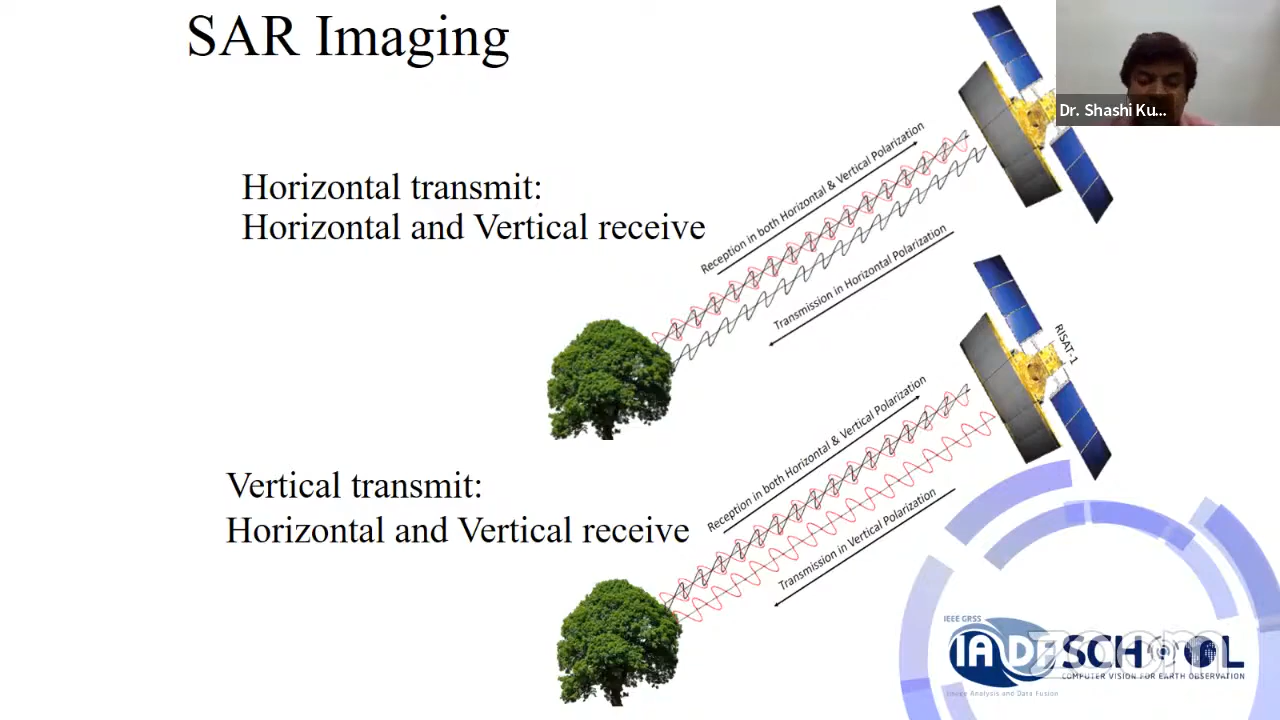 SAR Imaging
Dr. Shashi Ku...
Horizontal transmit:
Horizontal and Vertical receive
Reception in both Horizontal & Vertical Polarization
Transmission in Horizontal Polarization
RISAT-1
Vertical transmit:
Horizontal and Vertical receive
Reception in both Horizontal & Vertical Polarization
Transmission in Vertical Polarization
IEEE GRSS
IADF SCHOOL
zoom
COMPUTER VISION FOR EARTH OBSERVATION
Image Analysis and Data Fusion